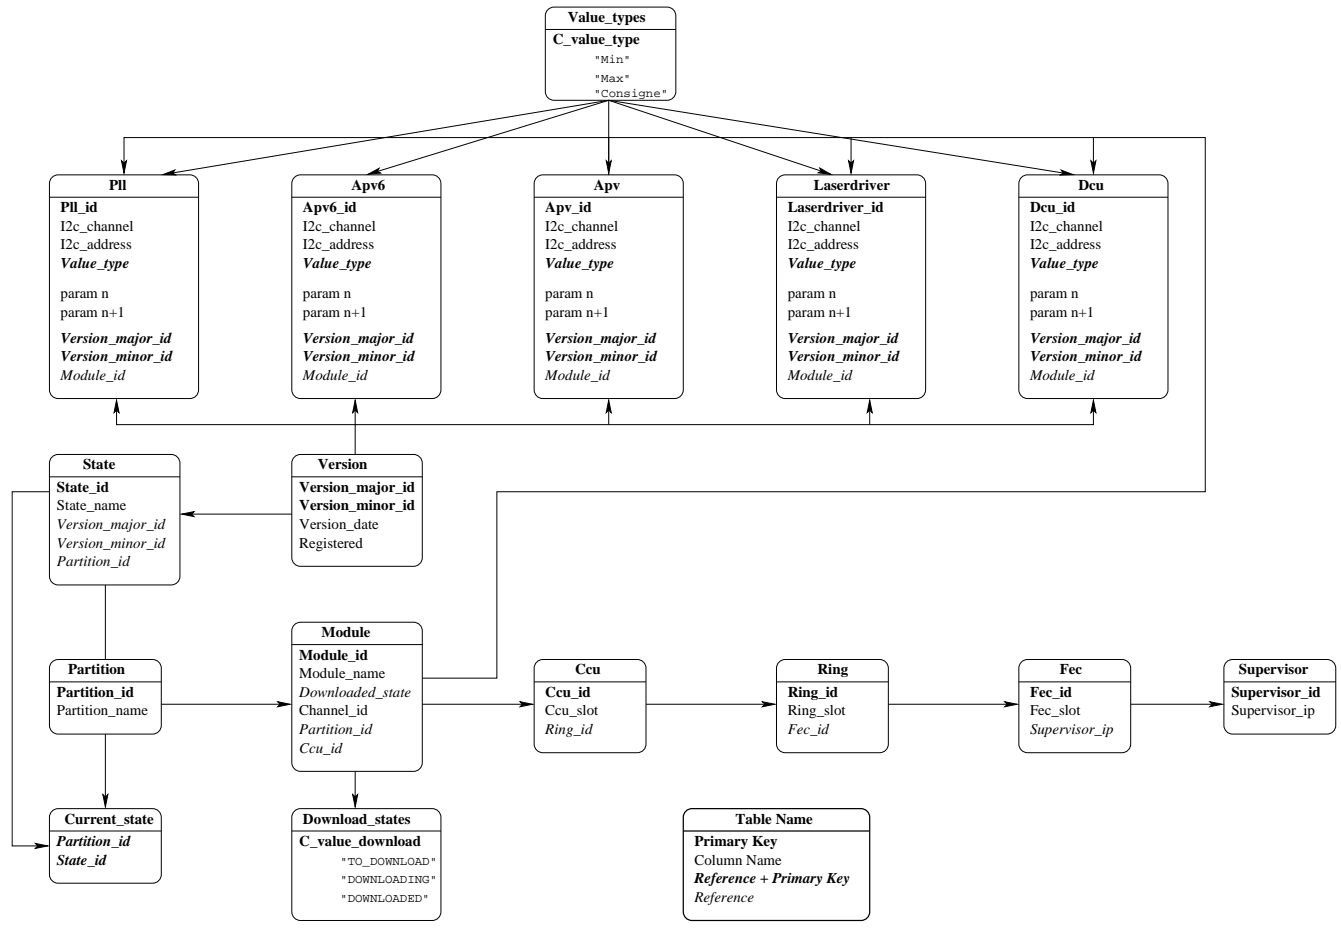 Value_types
C_value_type
"Min"
"Max"
"Consigne"
Pll
Pll_id
I2c_channel
I2c_address
Value_type
param n
param n+1
Version_major_id
Version_minor_id
Module_id
Apv6
Apv6_id
I2c_channel
I2c_address
Value_type
param n
param n+1
Version_major_id
Version_minor_id
Module_id
Apv
Apv_id
I2c_channel
I2c_address
Value_type
param n
param n+1
Version_major_id
Version_minor_id
Module_id
Laserdriver
Laserdriver_id
I2c_channel
I2c_address
Value_type
param n
param n+1
Version_major_id
Version_minor_id
Module_id
Dcu
Dcu_id
I2c_channel
I2c_address
Value_type
param n
param n+1
Version_major_id
Version_minor_id
Module_id
State
State_id
State_name
Version_major_id
Version_minor_id
Partition_id
Version
Version_major_id
Version_minor_id
Version_date
Registered
Partition
Partition_id
Partition_name
Module
Module_id
Module_name
Downloaded_state
Channel_id
Partition_id
Ccu_id
Ccu
Ccu_id
Ccu_slot
Ring_id
Ring
Ring_id
Ring_slot
Fec_id
Fec
Fec_id
Fec_slot
Supervisor_ip
Supervisor
Supervisor_id
Supervisor_ip
Current_state
Partition_id
State_id
Download_states
C_value_download
"TO_DOWNLOAD"
"DOWNLOADING"
"DOWNLOADED"
Table Name
Primary Key
Column Name
Reference + Primary Key
Reference